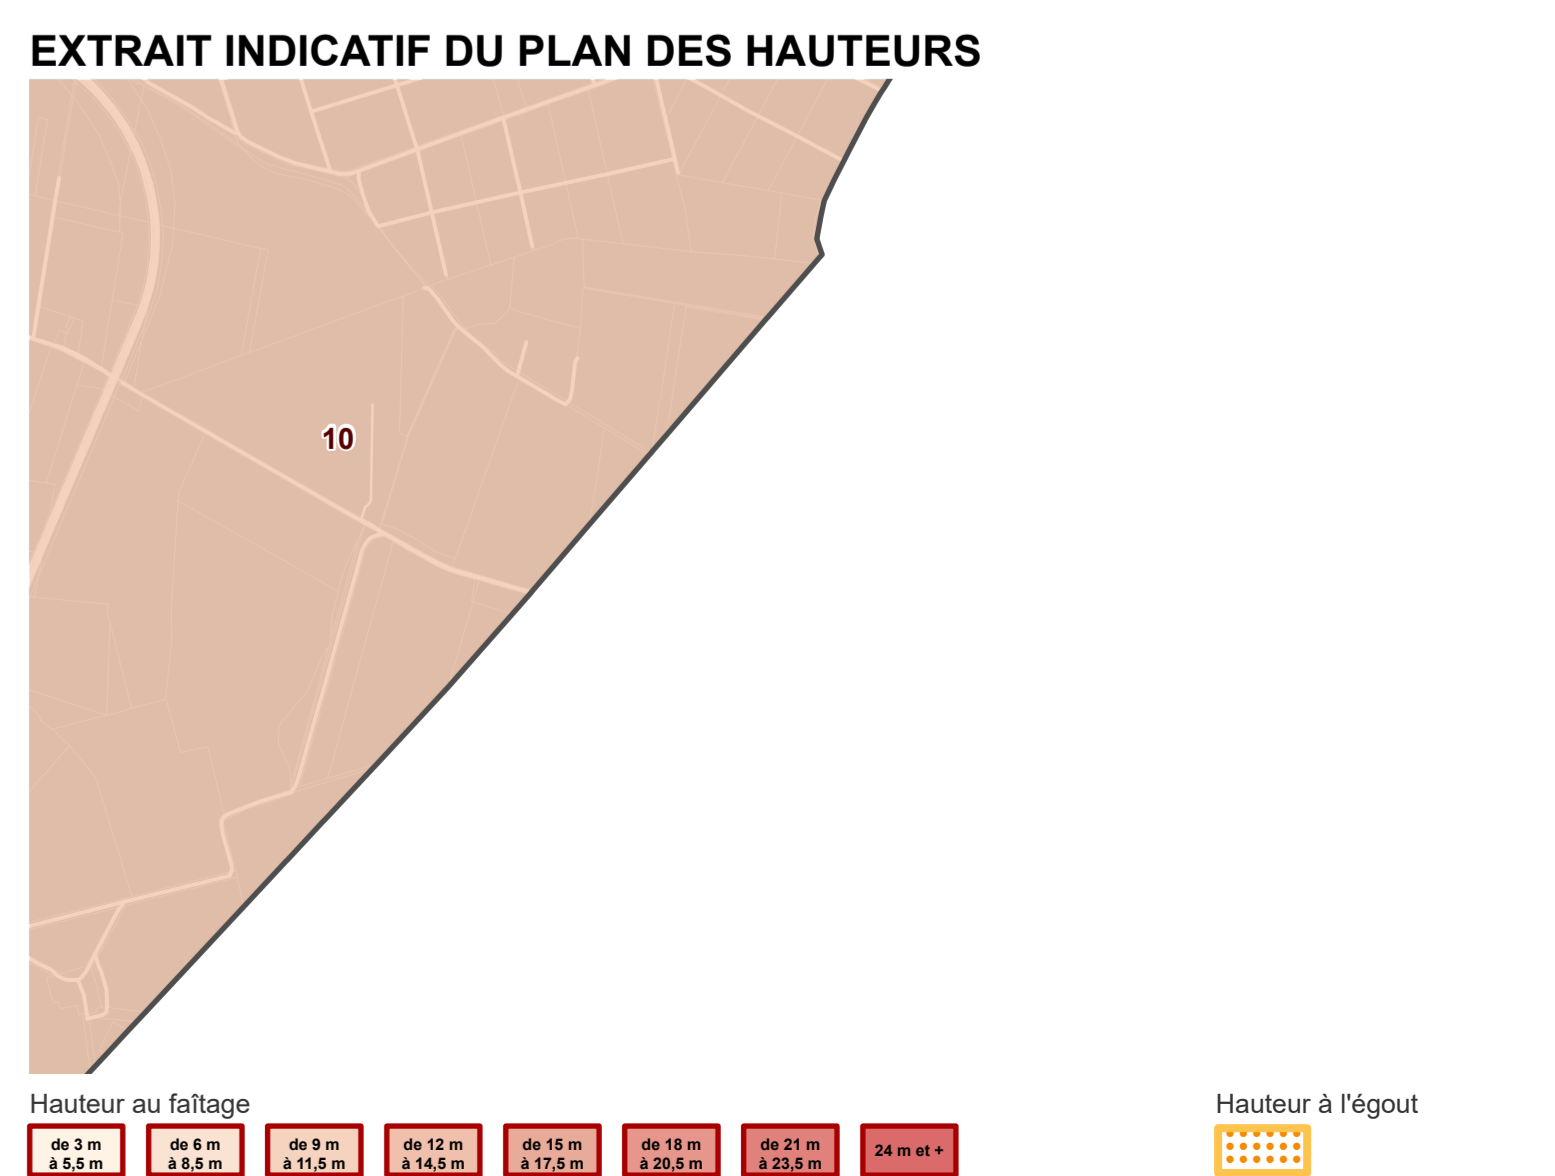 EXTRAIT INDICATIF DU PLAN DES HAUTEURS
10
Hauteur au faîtage
Hauteur à l'égout
de 3 m
à 5,5 m
de 6 m
à 8,5 m
de 9 m
à 11,5 m
de 12 m
à 14,5 m
de 15 m
à 17,5 m
de 18 m
à 20,5 m
de 21 m
à 23,5 m
24 m et +